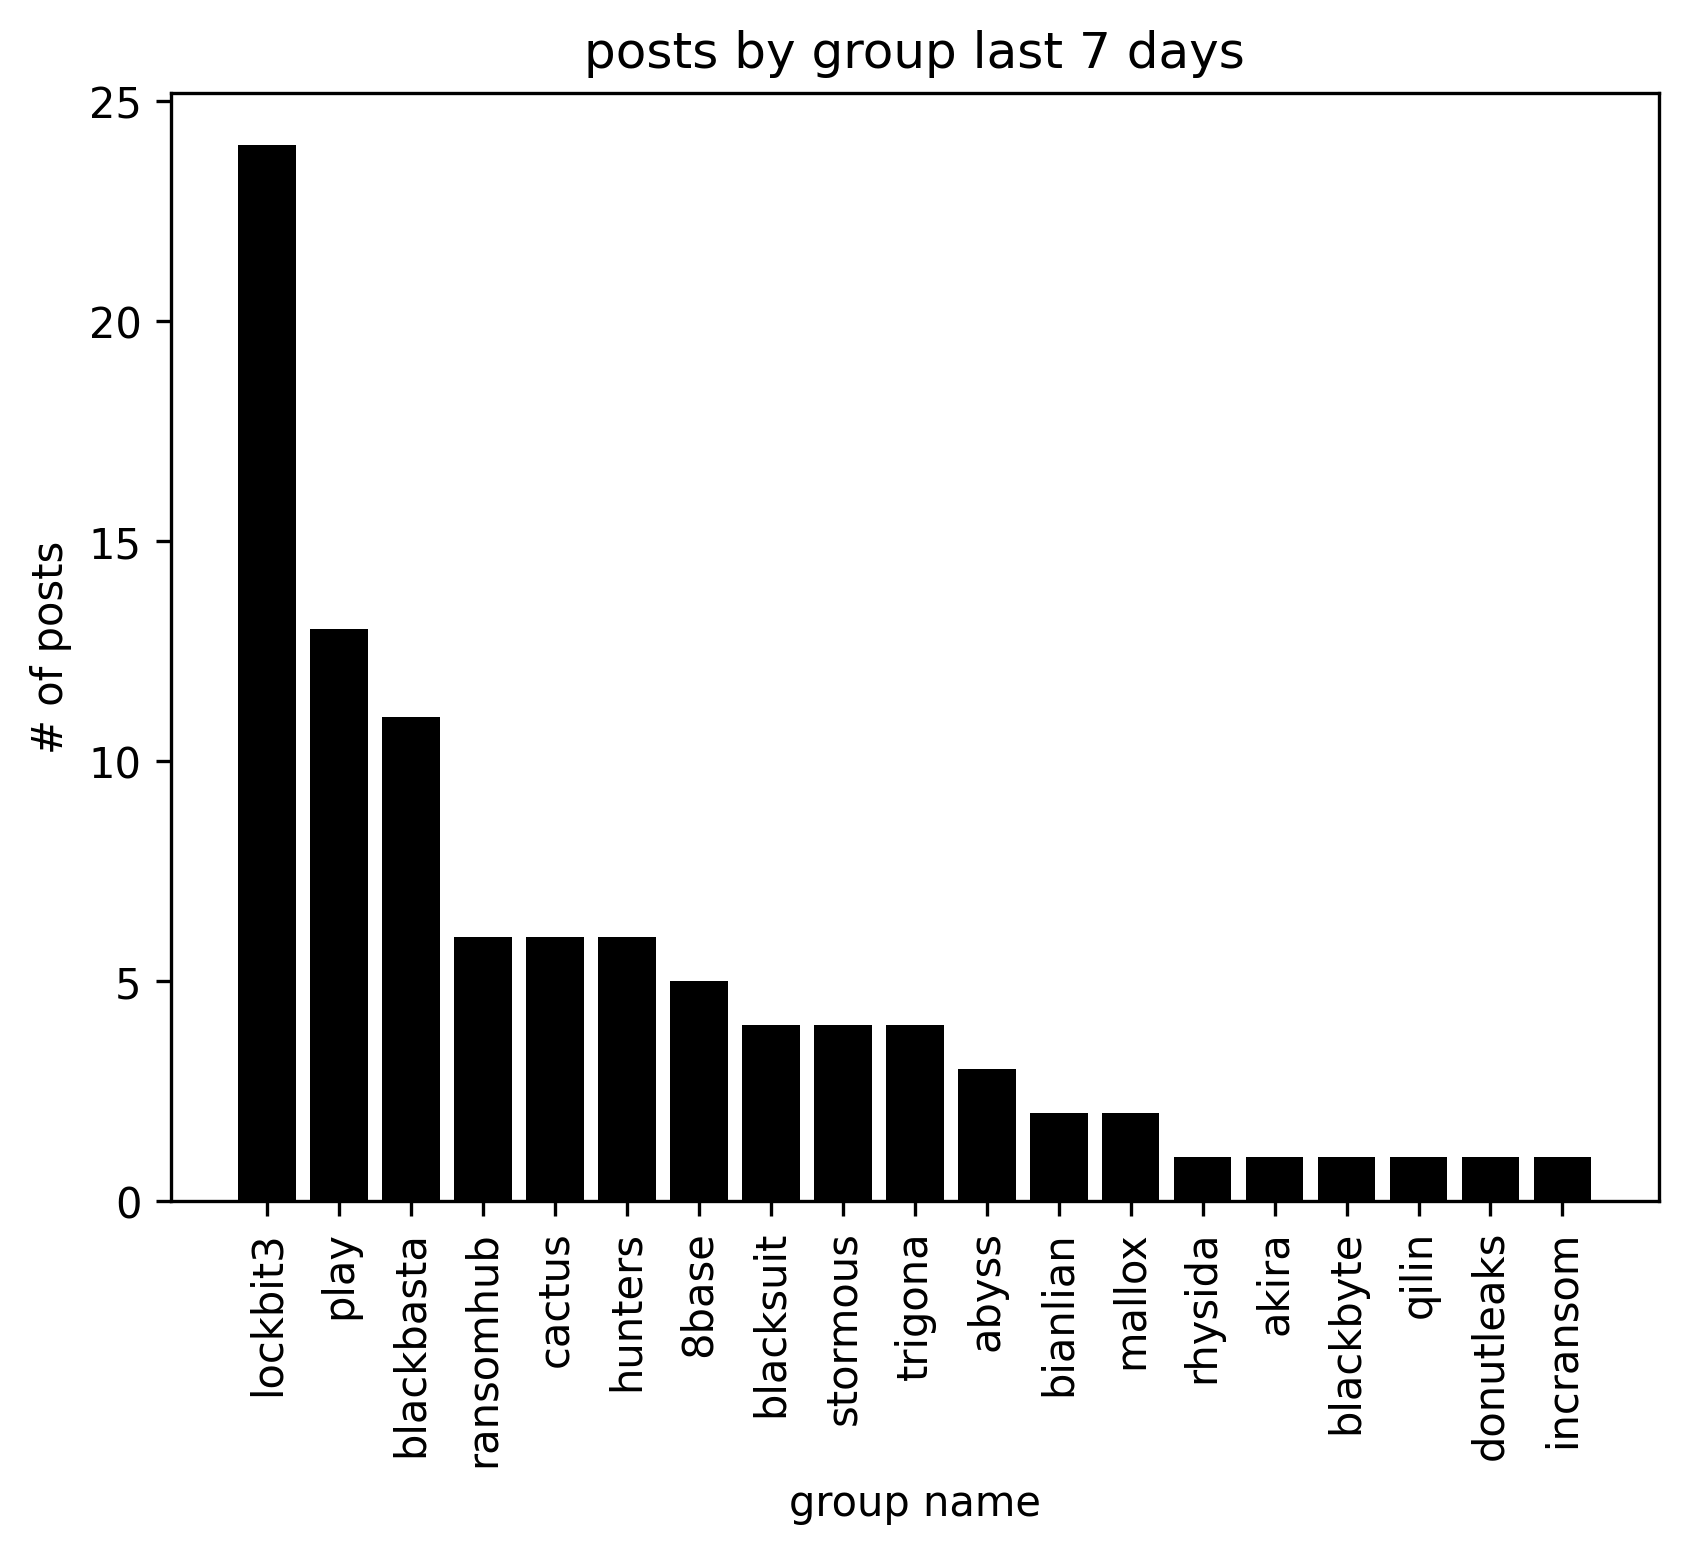 posts by group last 7 days
25
20
15
10
5
0
# of posts
lockbit3
play
blackbasta
ransomhub
cactus
hunters
8base
blacksuit
stormous
trigona
abyss
bianlian
mallox
rhysida
akira
blackbyte
qilin
donutleaks
incransom
group name